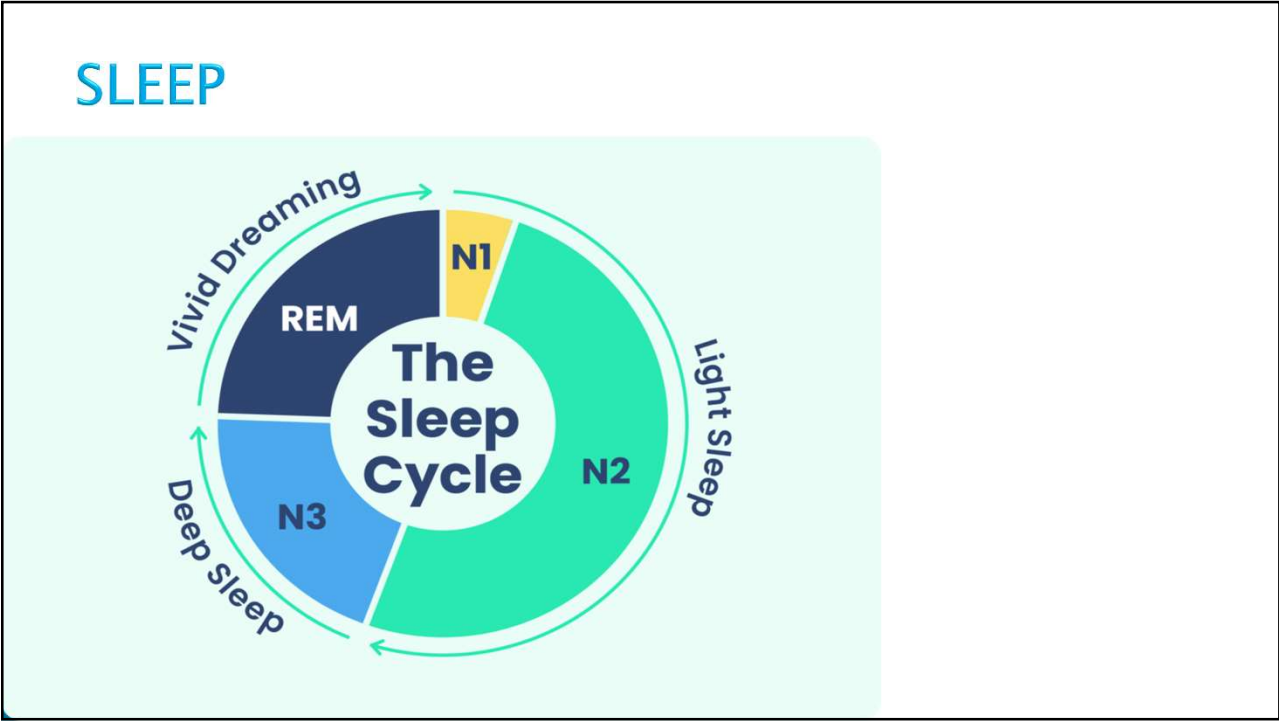 SLEEP
Vivid Dreaming
N1
REM
The
Sleep
Cycle
Light Sleep
N2
N3
Deep Sleep